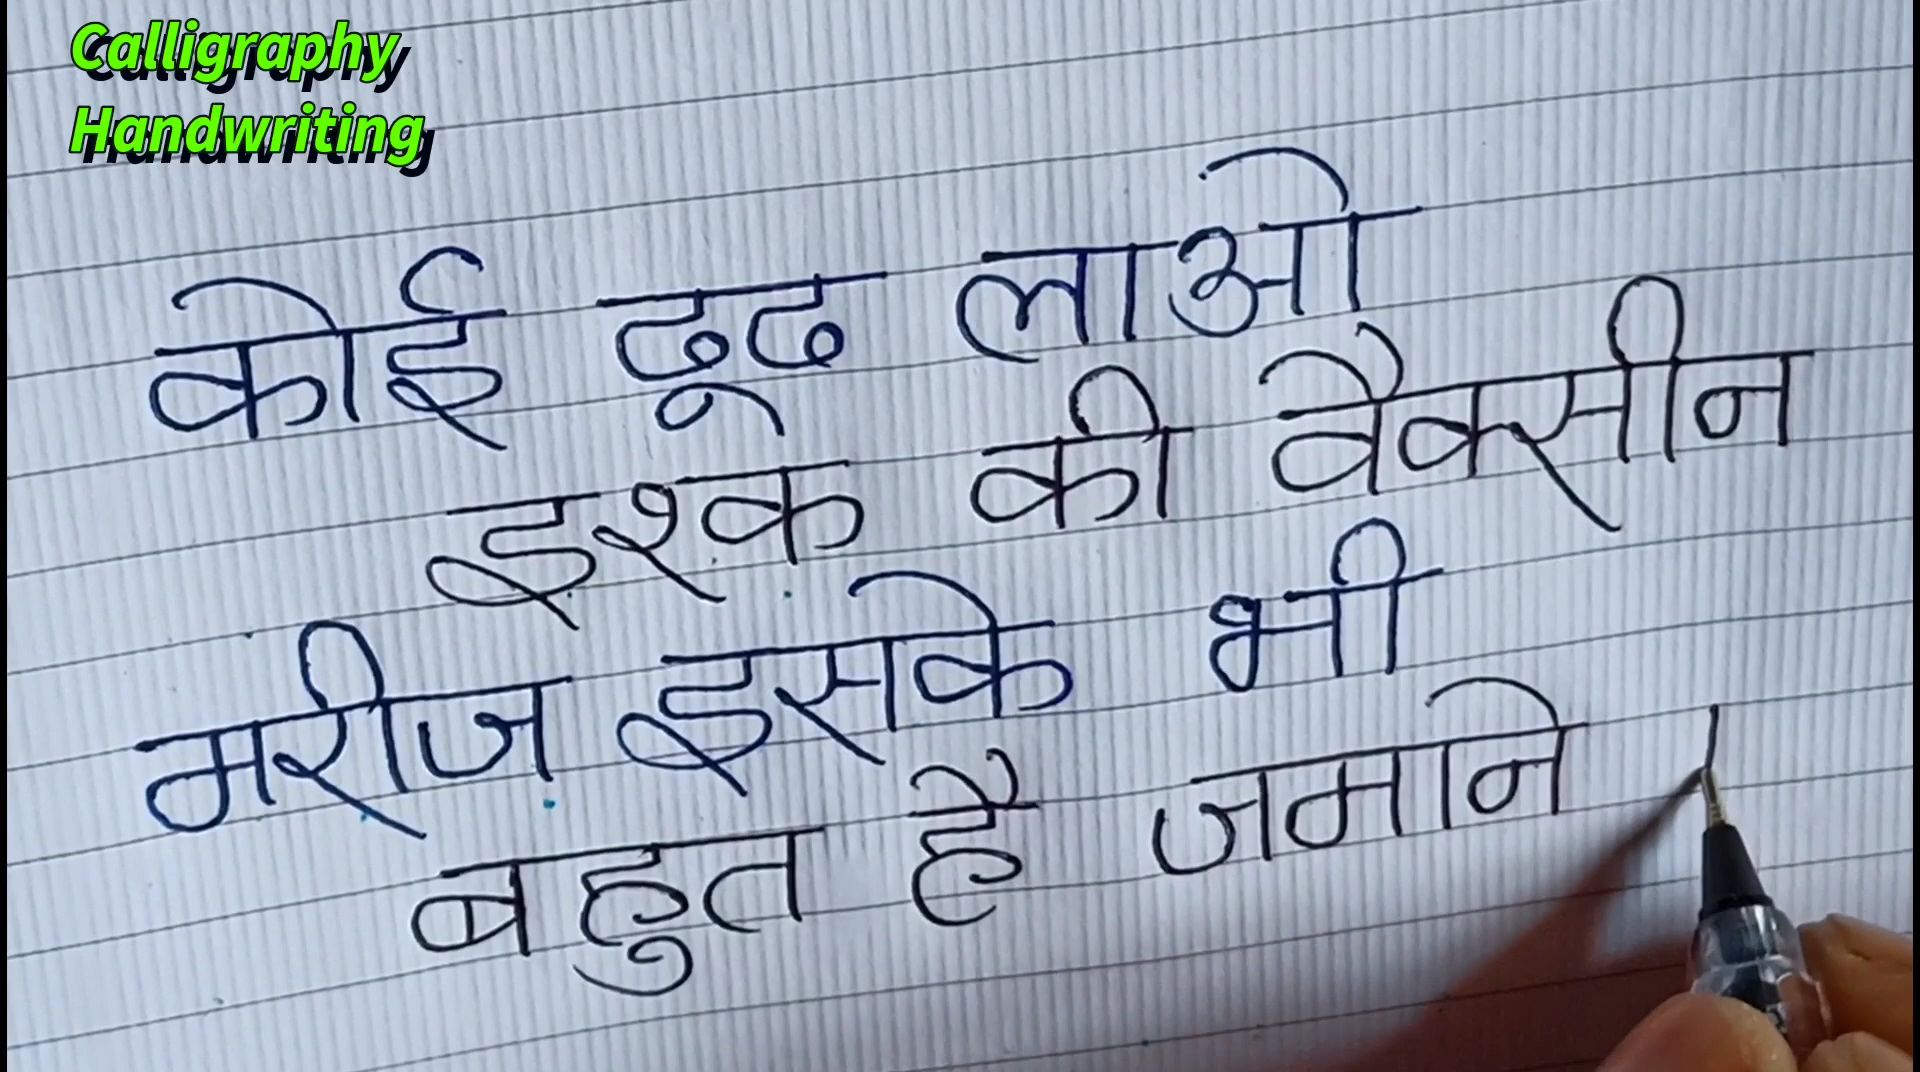 Calligraphy
Handwriting
कोई ढूढ लाओ
इश्क की वैक्सीन
मरीज इसके भी
बहुत है जमाने